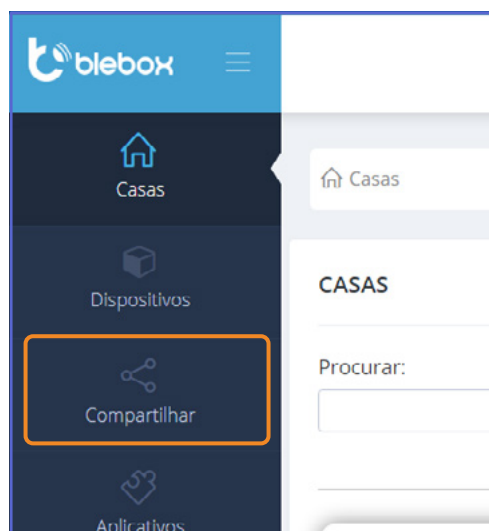 blebox
Casas
Casas
Dispositivos
CASAS
Procurar:
Compartilhar
Aplicativos